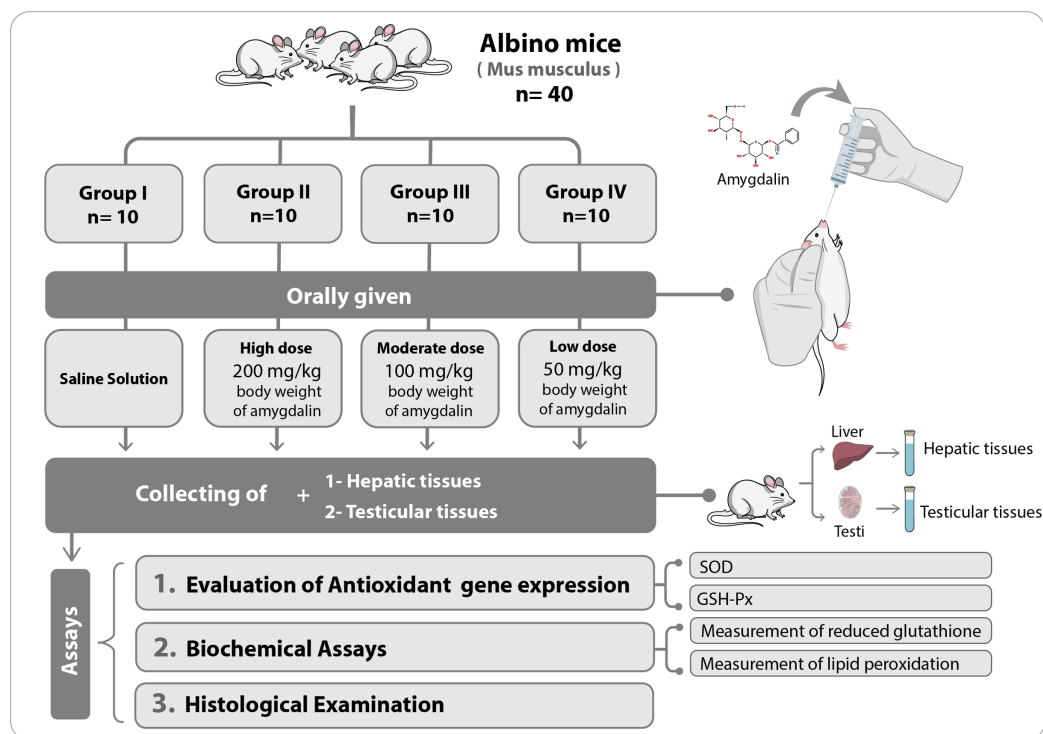 Albino mice
( Mus musculus )
n= 40
Amygdalin
Group I
n= 10
Group II
n=10
Group III
n=10
Group IV
n=10
Orally given
Saline Solution
High dose
200 mg/kg
body weight
of amygdalin
Moderate dose
100 mg/kg
body weight
of amygdalin
Low dose
50 mg/kg
body weight
of amygdalin
Collecting of +
1- Hepatic tissues
2- Testicular tissues
Liver
Hepatic tissues
Testi
Testicular tissues
Assays
1. Evaluation of Antioxidant gene expression
SOD
GSH-Px
2. Biochemical Assays
Measurement of reduced glutathione
Measurement of lipid peroxidation
3. Histological Examination